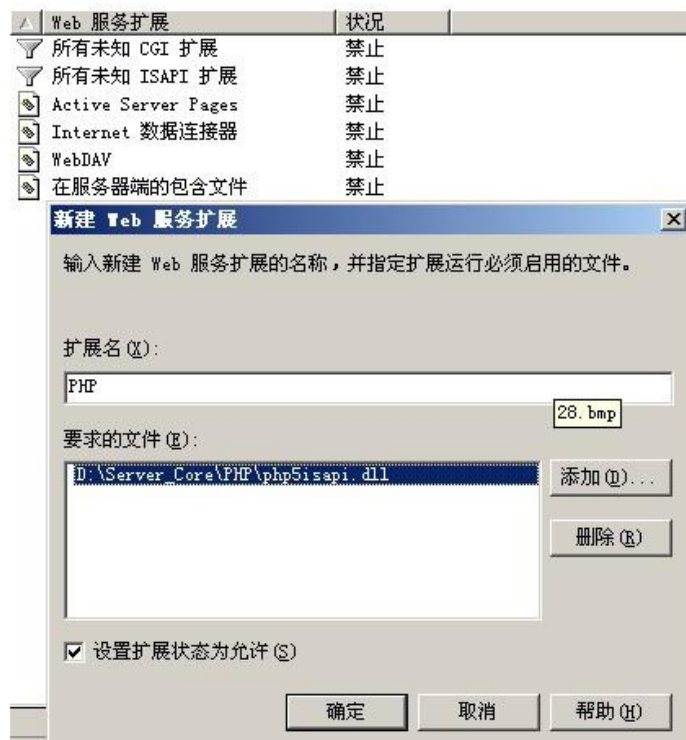 Web 服务扩展 状况
所有未知 CGI 扩展 禁止
所有未知 ISAPI 扩展 禁止
Active Server Pages 禁止
Internet 数据连接器 禁止
WebDAV 禁止
在服务器端的包含文件 禁止
新建 Web 服务扩展
输入新建 Web 服务扩展的名称，并指定扩展运行必须启用的文件。
扩展名(X):
PHP
28.bmp
要求的文件(E):
D:\Server_Core\PHP\php5isapi.dll
添加(D)...
删除(R)
设置扩展状态为允许(S)
确定 取消 帮助(H)